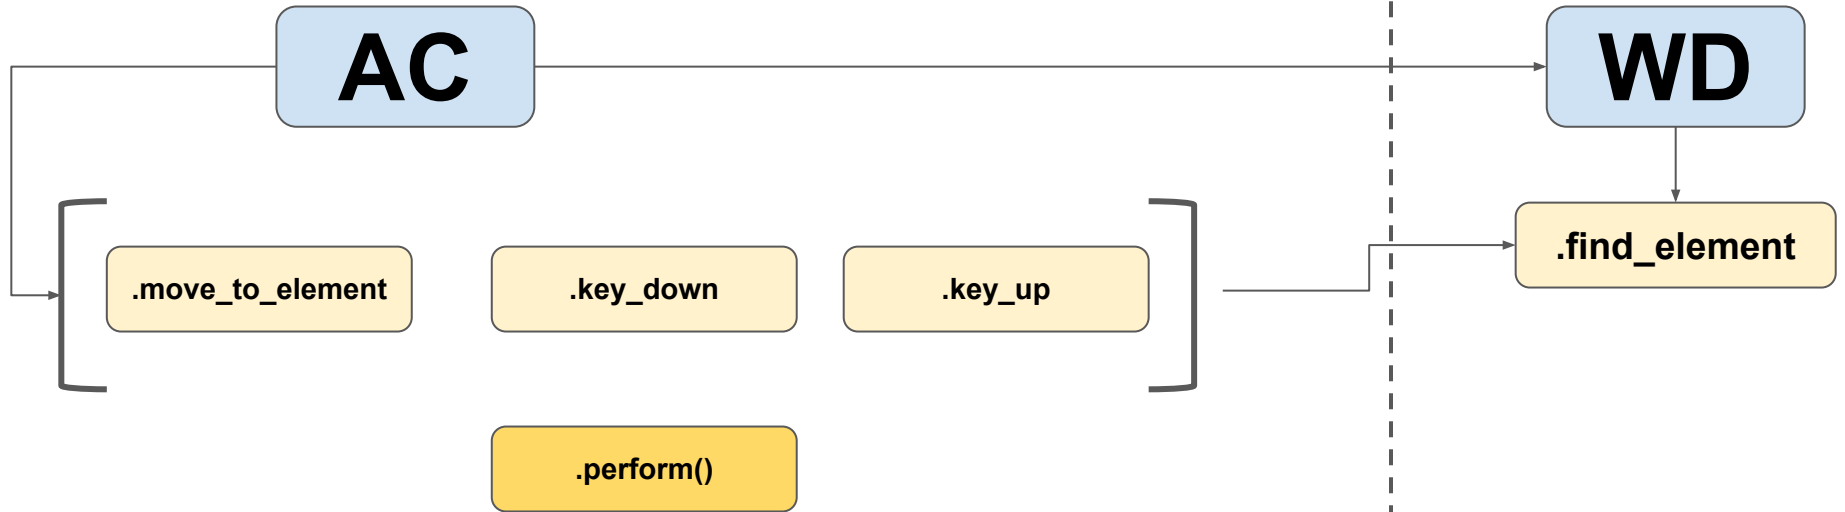 AC
WD
.move_to_element
.key_down
.key_up
.find_element
.perform()